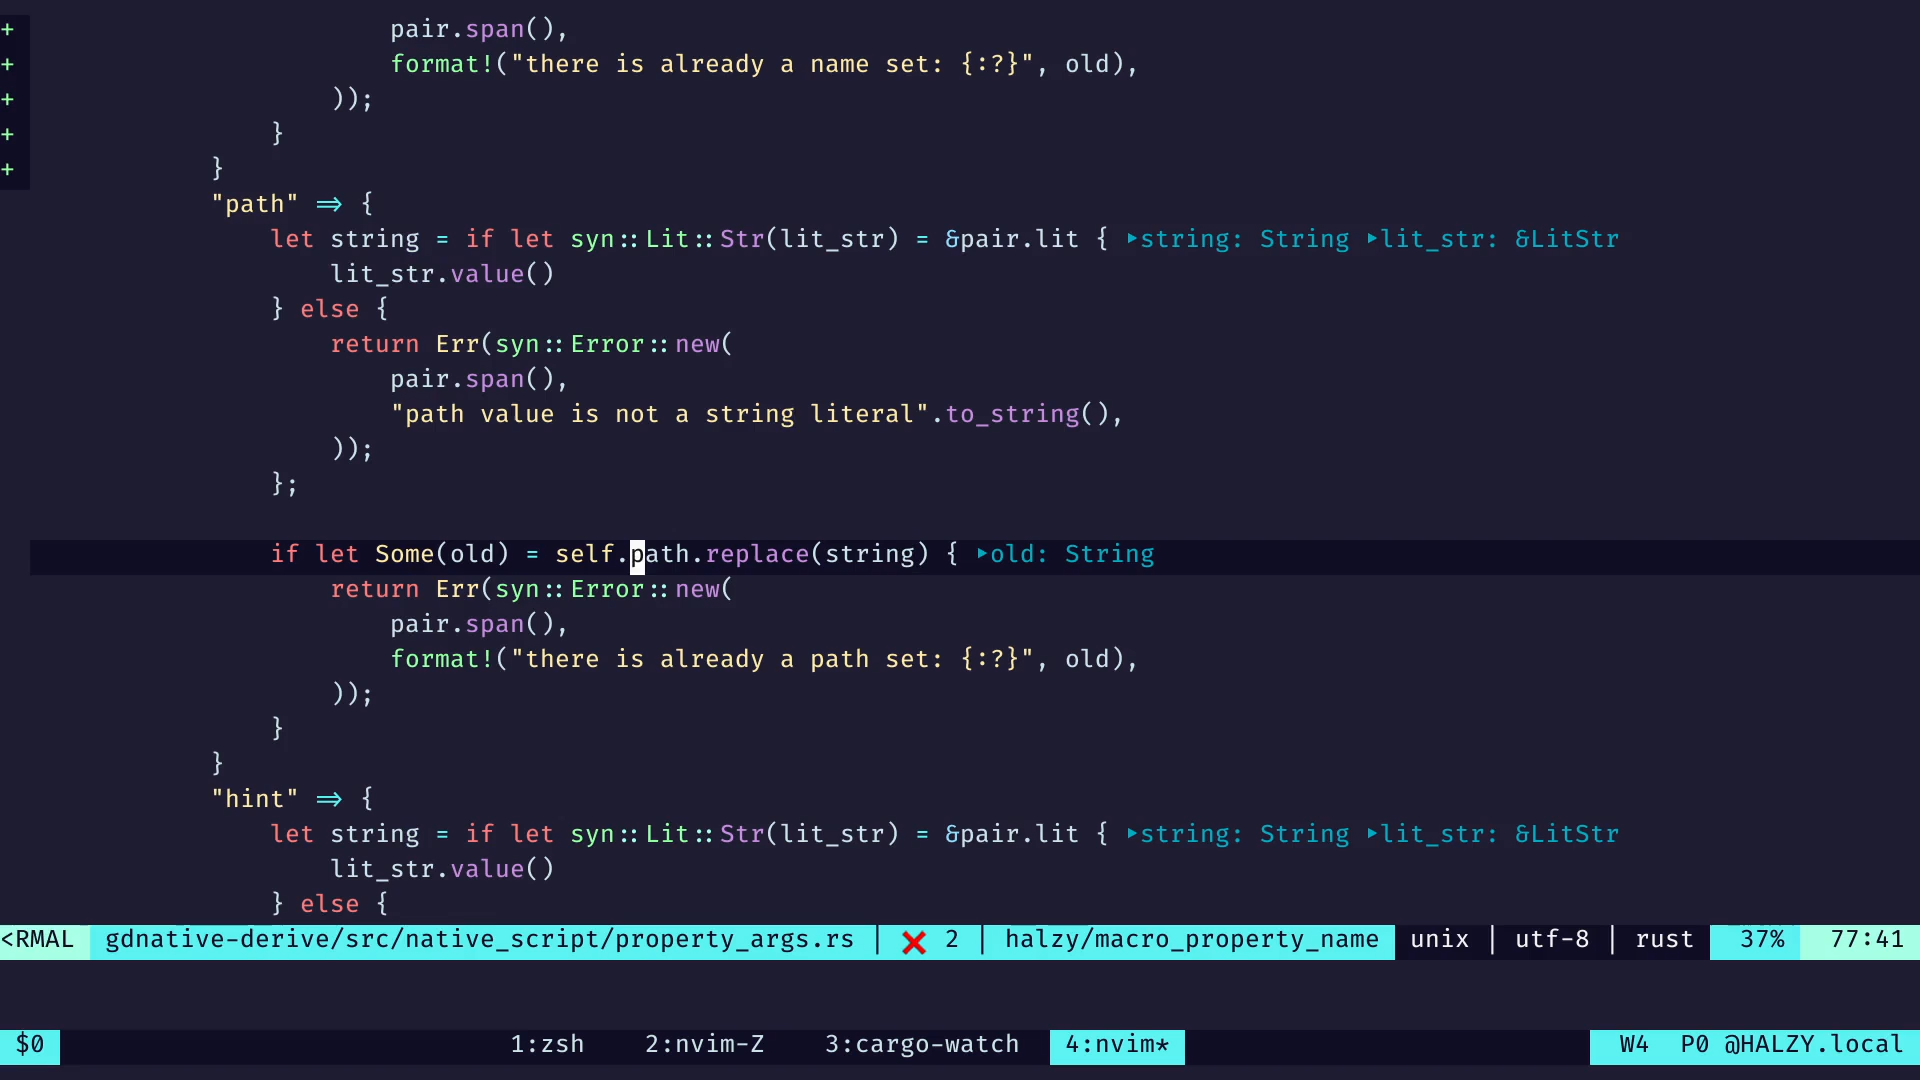 + pair.span(),
+ format!("there is already a name set: {:?}", old),
+ ));
+ }
+ }
"path" => {
let string = if let syn::Lit::Str(lit_str) = &pair.lit { ▸string: String ▸lit_str: &LitStr
lit_str.value()
} else {
return Err(syn::Error::new(
pair.span(),
"path value is not a string literal".to_string(),
));
};
if let Some(old) = self.path.replace(string) { ▸old: String
return Err(syn::Error::new(
pair.span(),
format!("there is already a path set: {:?}", old),
));
}
}
"hint" => {
let string = if let syn::Lit::Str(lit_str) = &pair.lit { ▸string: String ▸lit_str: &LitStr
lit_str.value()
} else {
<RMAL gdnative-derive/src/native_script/property_args.rs | ❌ 2 | halzy/macro_property_name unix | utf-8 | rust 37% 77:41
$0 1:zsh 2:nvim-Z 3:cargo-watch 4:nvim* W4 P0 @HALZY.local